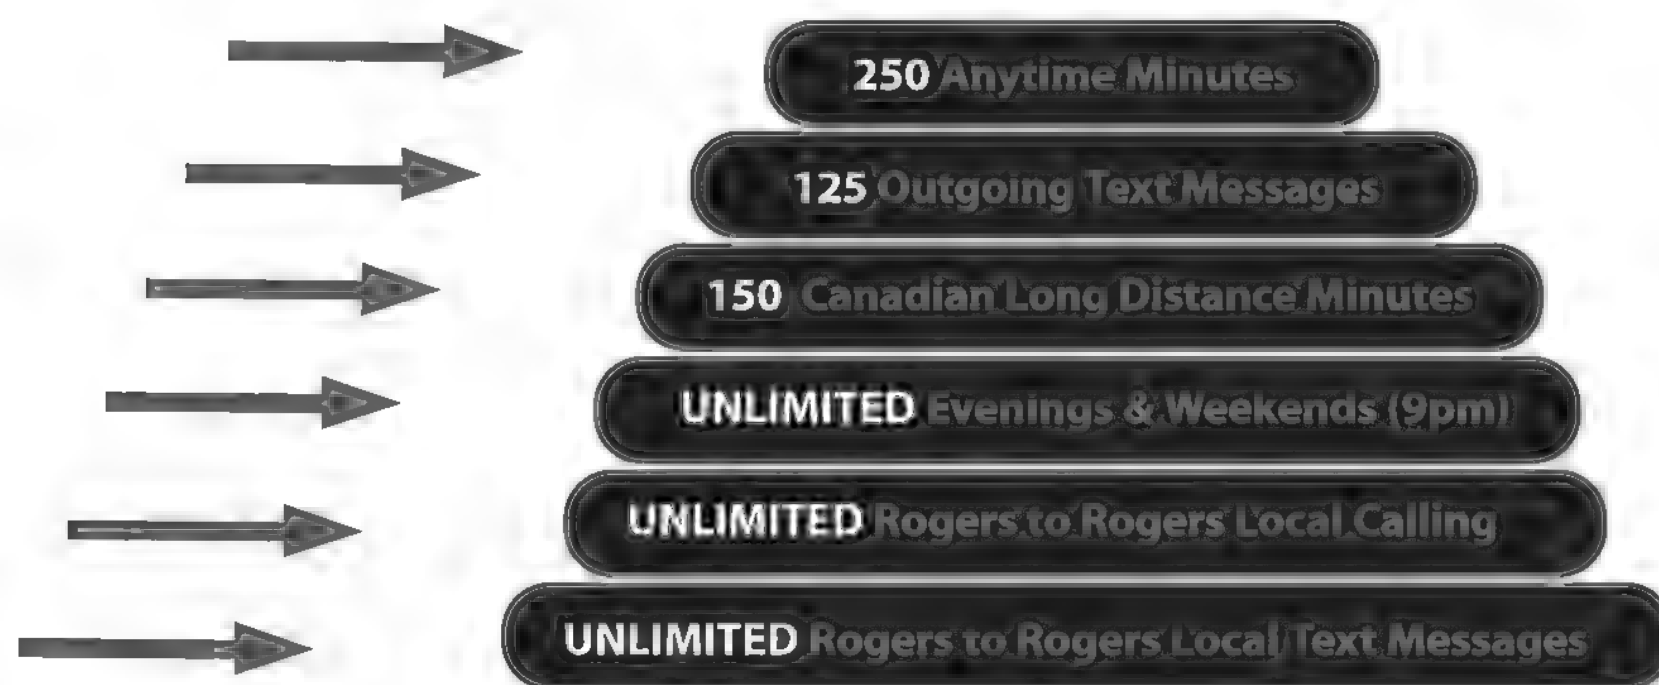 250 Anytime Minutes
125 Outgoing Text Messages
150 Canadian Long Distance Minutes
UNLIMITED Evenings & Weekends (9pm)
UNLIMITED Rogers to Rogers Local Calling
UNLIMITED Rogers to Rogers Local Text Messages